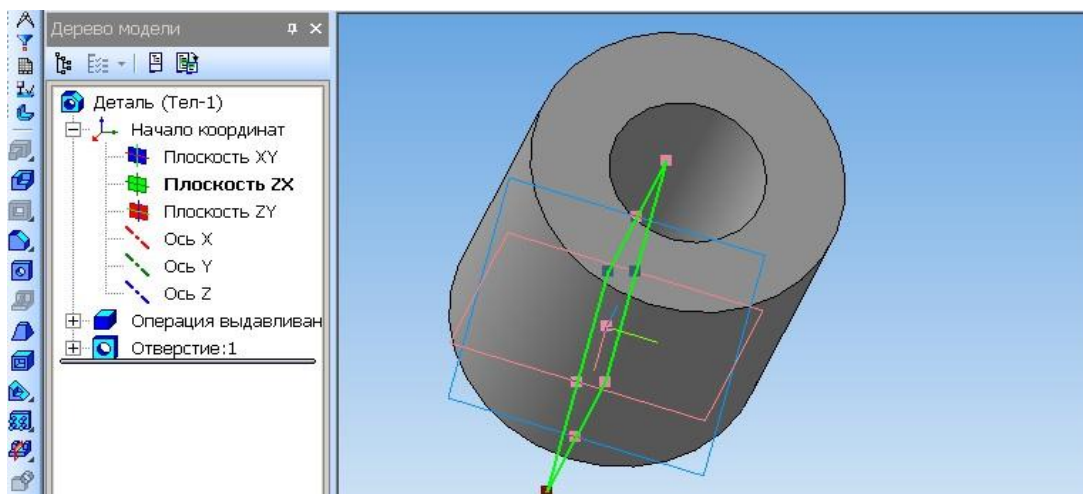 Дерево модели
Деталь (Тел-1)
Начало координат
Плоскость XY
Плоскость ZX
Плоскость ZY
Ось X
Ось Y
Ось Z
Операция выдавливан
Отверстие:1